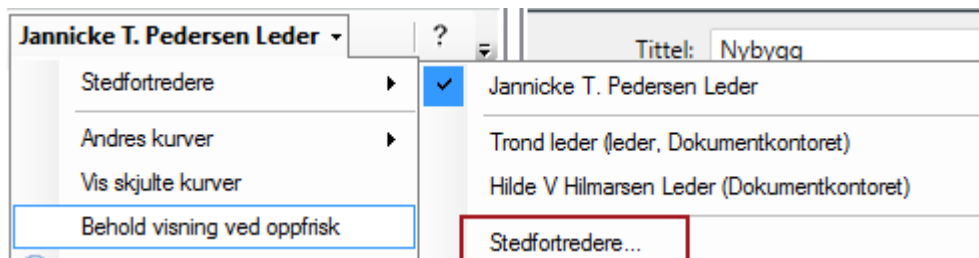 Jannicke T. Pedersen Leder
?
Tittel: Nybygg
Stedfortredere
Jannicke T. Pedersen Leder
Andres kurver
Trond leder (leder, Dokumentkontoret)
Vis skjulte kurver
Hilde V Hilmarsen Leder (Dokumentkontoret)
Behold visning ved oppfrisk
Stedfortredere...